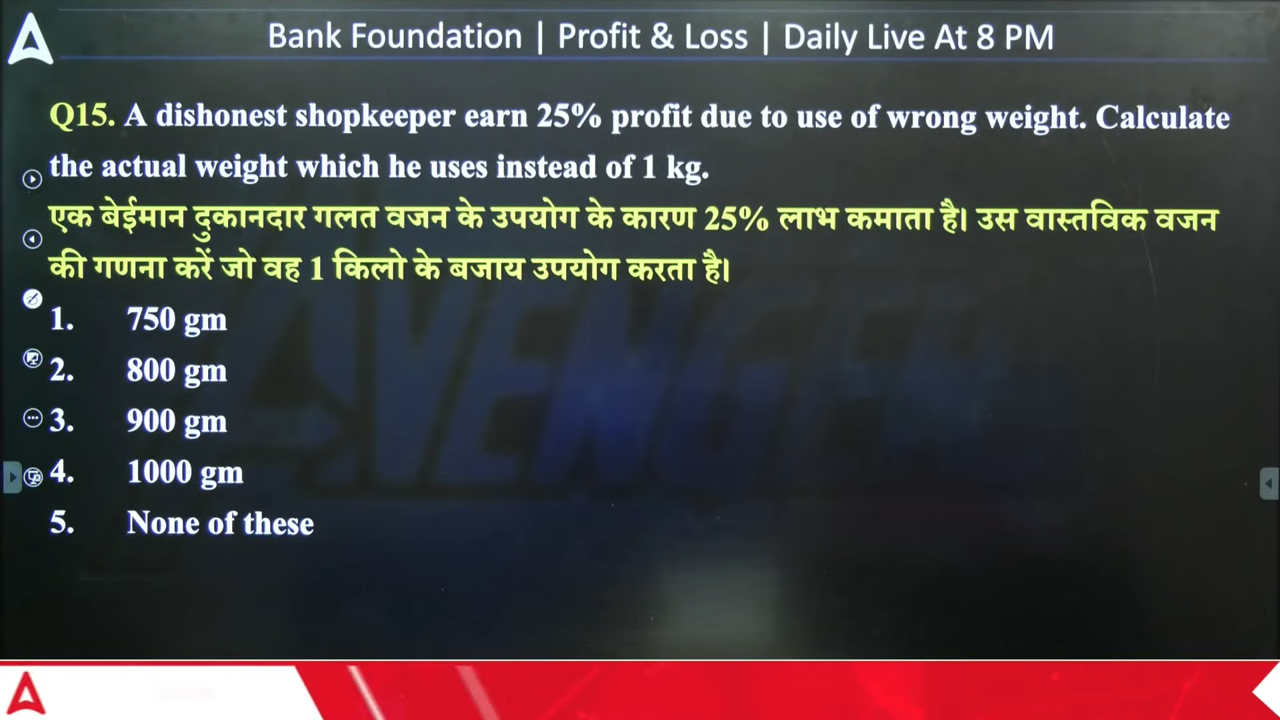 Bank Foundation | Profit & Loss | Daily Live At 8 PM
Q15. A dishonest shopkeeper earn 25% profit due to use of wrong weight. Calculate
the actual weight which he uses instead of 1 kg.
एक बेईमान दुकानदार गलत वजन के उपयोग के कारण 25% लाभ कमाता है। उस वास्तविक वजन
की गणना करें जो वह 1 किलो के बजाय उपयोग करता है।
1. 750 gm
2. 800 gm
3. 900 gm
4. 1000 gm
5. None of these
AVENGERS